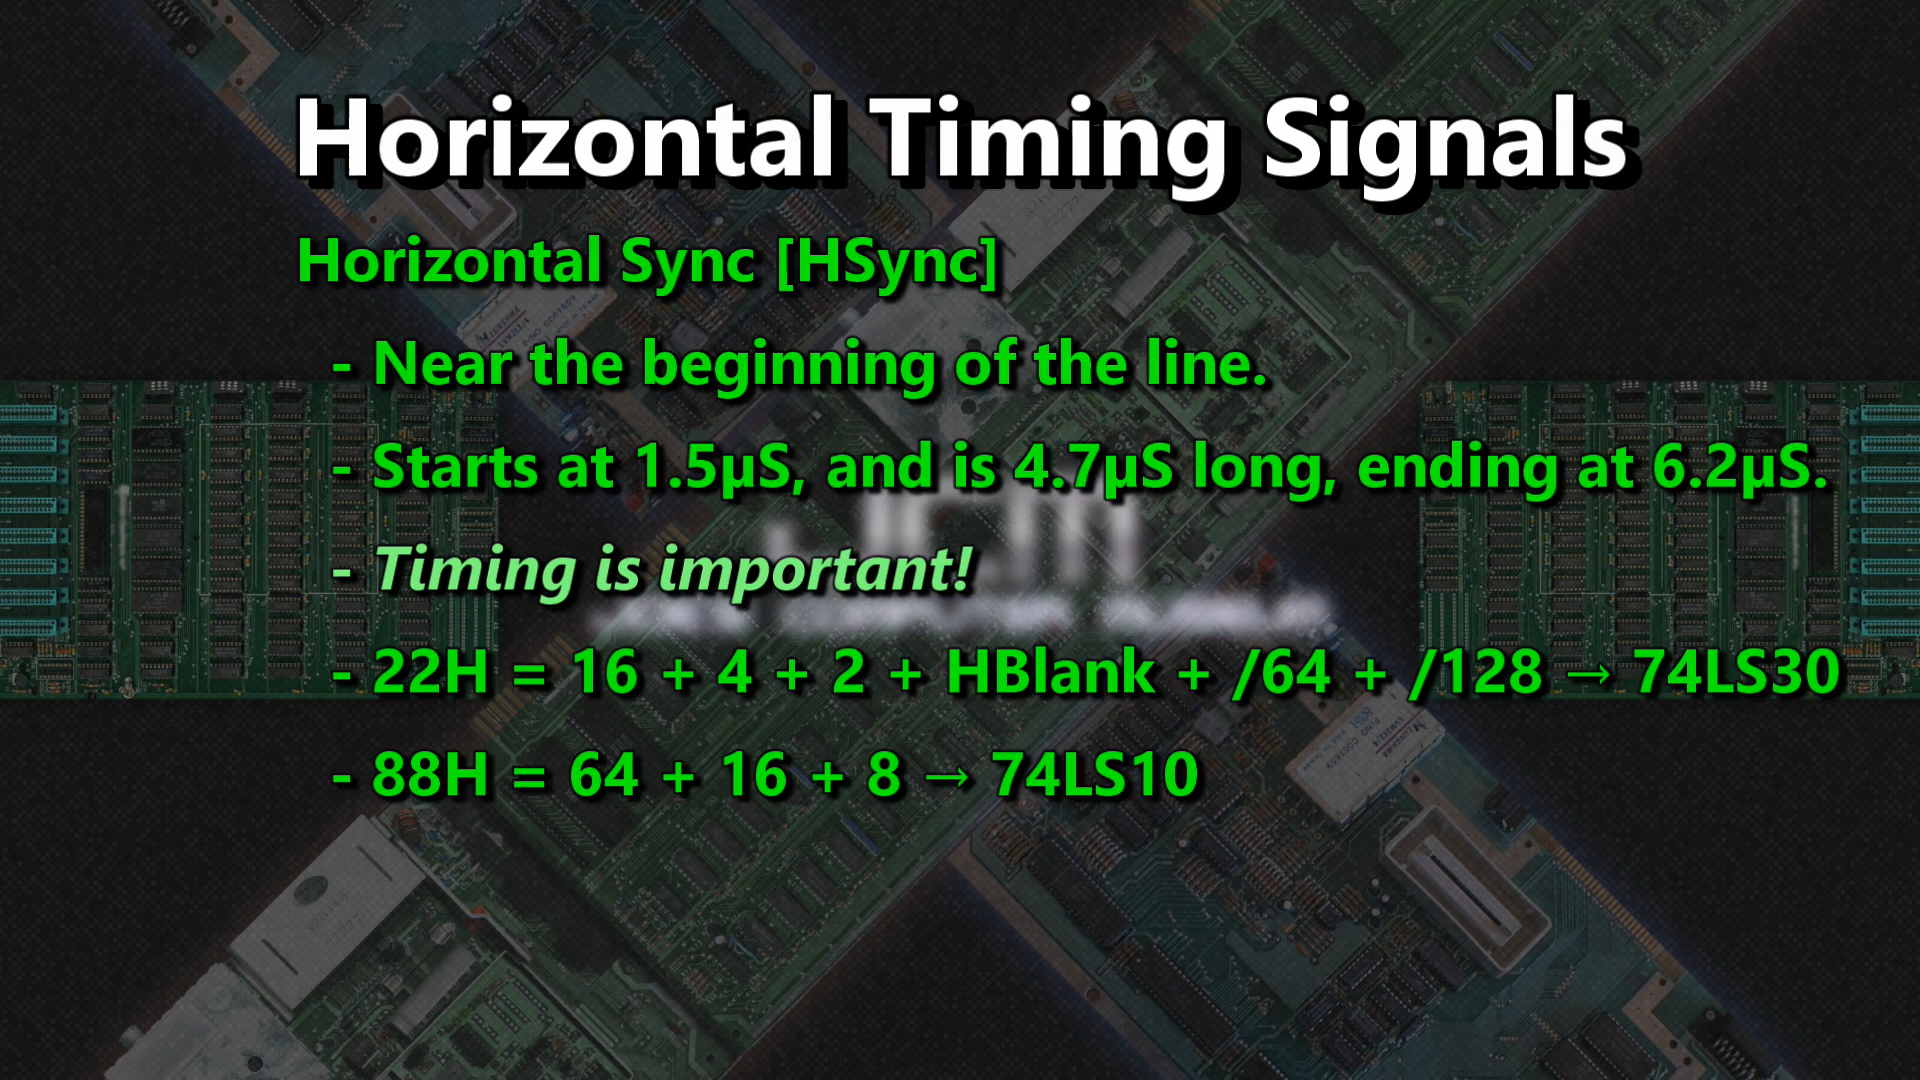 Horizontal Timing Signals
Horizontal Sync [HSync]
- Near the beginning of the line.
- Starts at 1.5µS, and is 4.7µS long, ending at 6.2µS.
- Timing is important!
- 22H = 16 + 4 + 2 + HBlank + /64 + /128 → 74LS30
- 88H = 64 + 16 + 8 → 74LS10